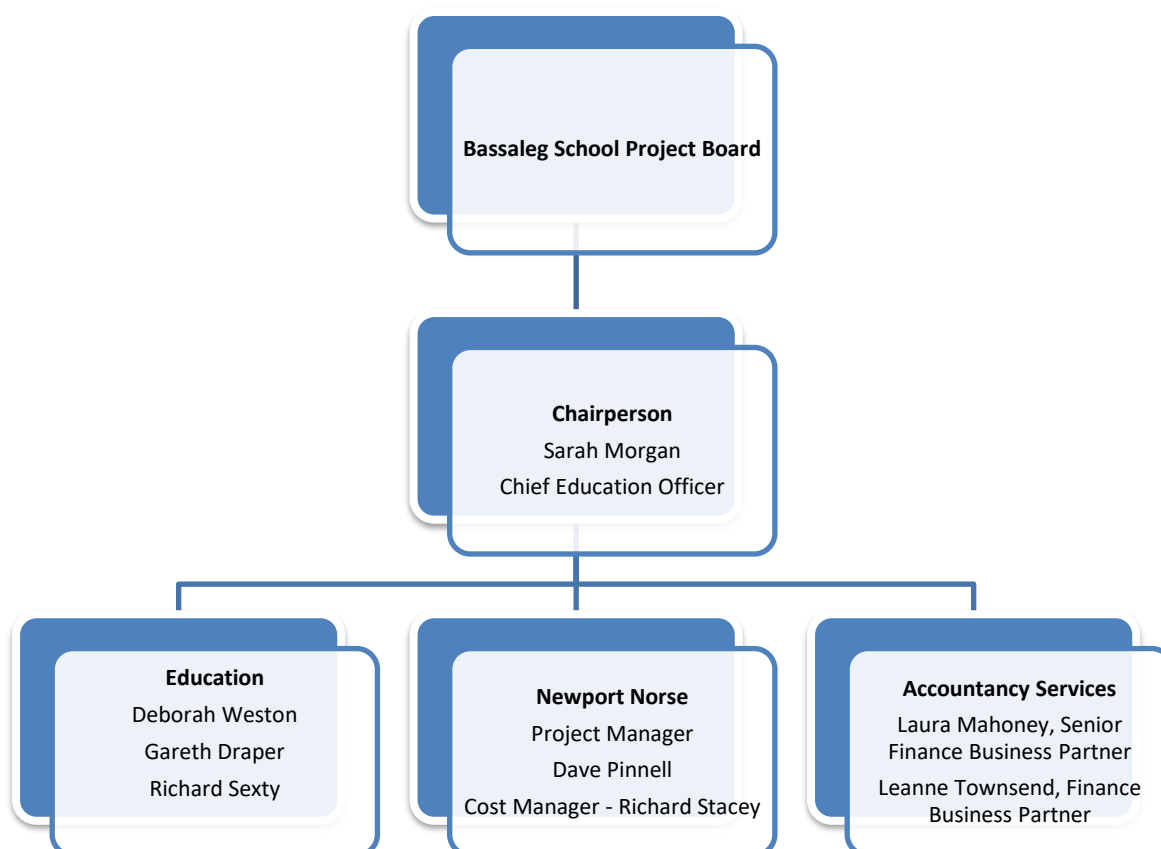 Bassaleg School Project Board
Chairperson
Sarah Morgan
Chief Education Officer
Education
Deborah Weston
Gareth Draper
Richard Sexty
Newport Norse
Project Manager
Dave Pinnell
Cost Manager - Richard Stacey
Accountancy Services
Laura Mahoney, Senior
Finance Business Partner
Leanne Townsend, Finance
Business Partner